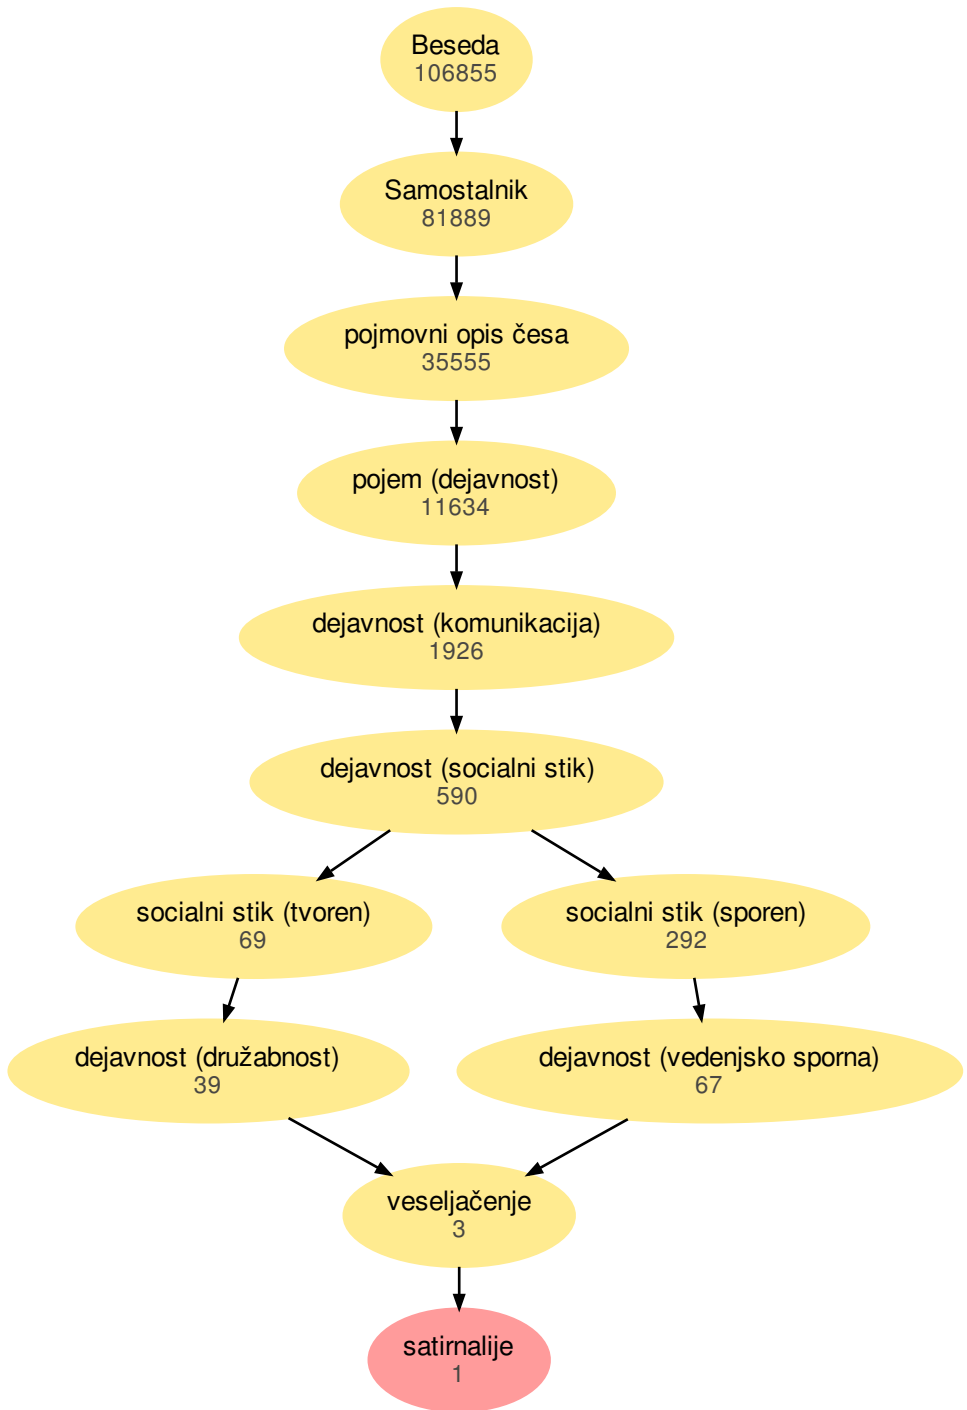 Beseda
106855
Samostalnik
81889
pojmovni opis česa
35555
pojem (dejavnost)
11634
dejavnost (komunikacija)
1926
dejavnost (socialni stik)
590
socialni stik (tvoren)
69
socialni stik (sporen)
292
dejavnost (družabnost)
39
dejavnost (vedenjsko sporna)
67
veseljačenje
3
satirnalije
1